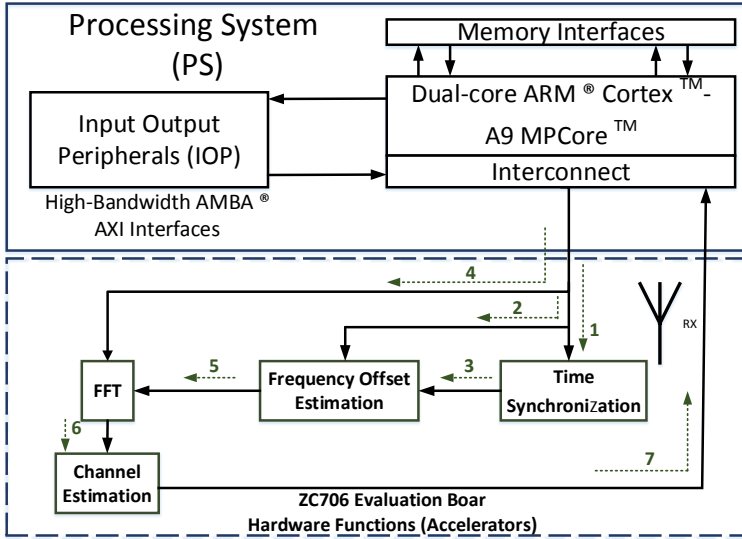 Processing System
(PS)
Memory Interfaces
Dual-core ARM ® Cortex ™-
A9 MPCore ™
Interconnect
Input Output
Peripherals (IOP)
High-Bandwidth AMBA ®
AXI Interfaces
4
2
1
RX
5
3
FFT
Frequency Offset
Estimation
Time
Synchronization
6
Channel
Estimation
7
ZC706 Evaluation Boar
Hardware Functions (Accelerators)